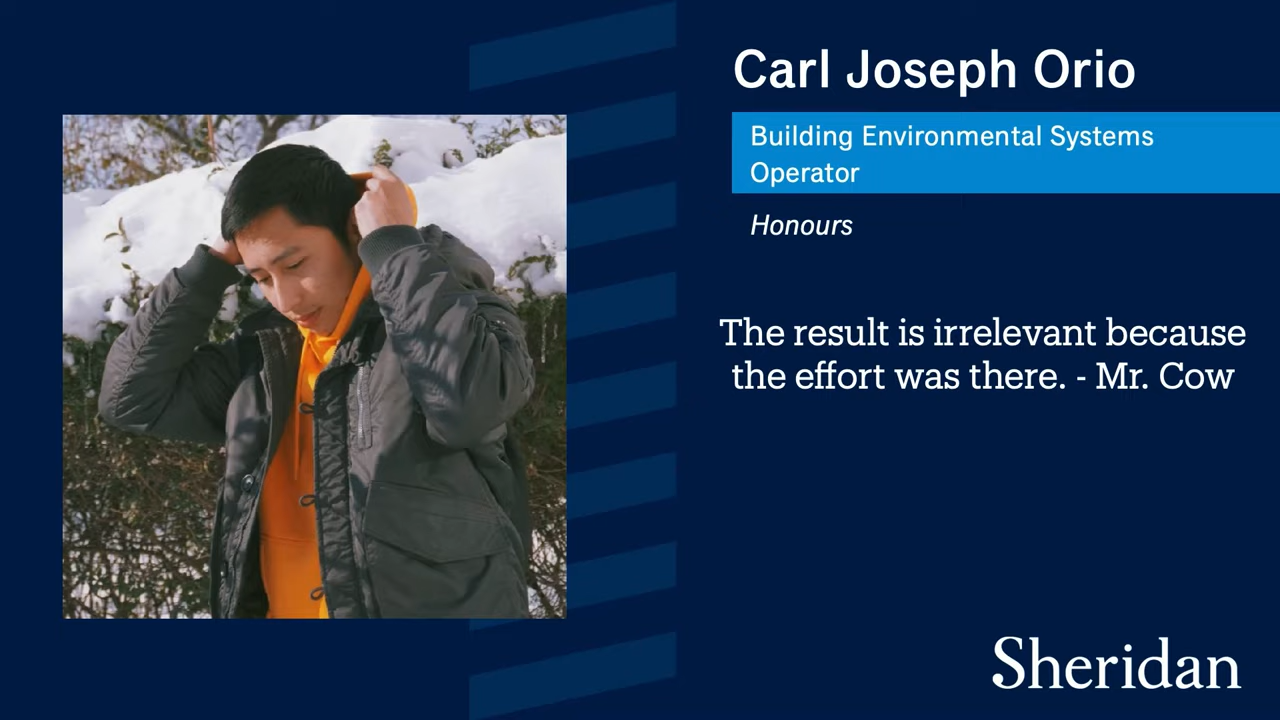 Carl Joseph Orio
Building Environmental Systems
Operator
Honours
The result is irrelevant because
the effort was there. - Mr. Cow
Sheridan